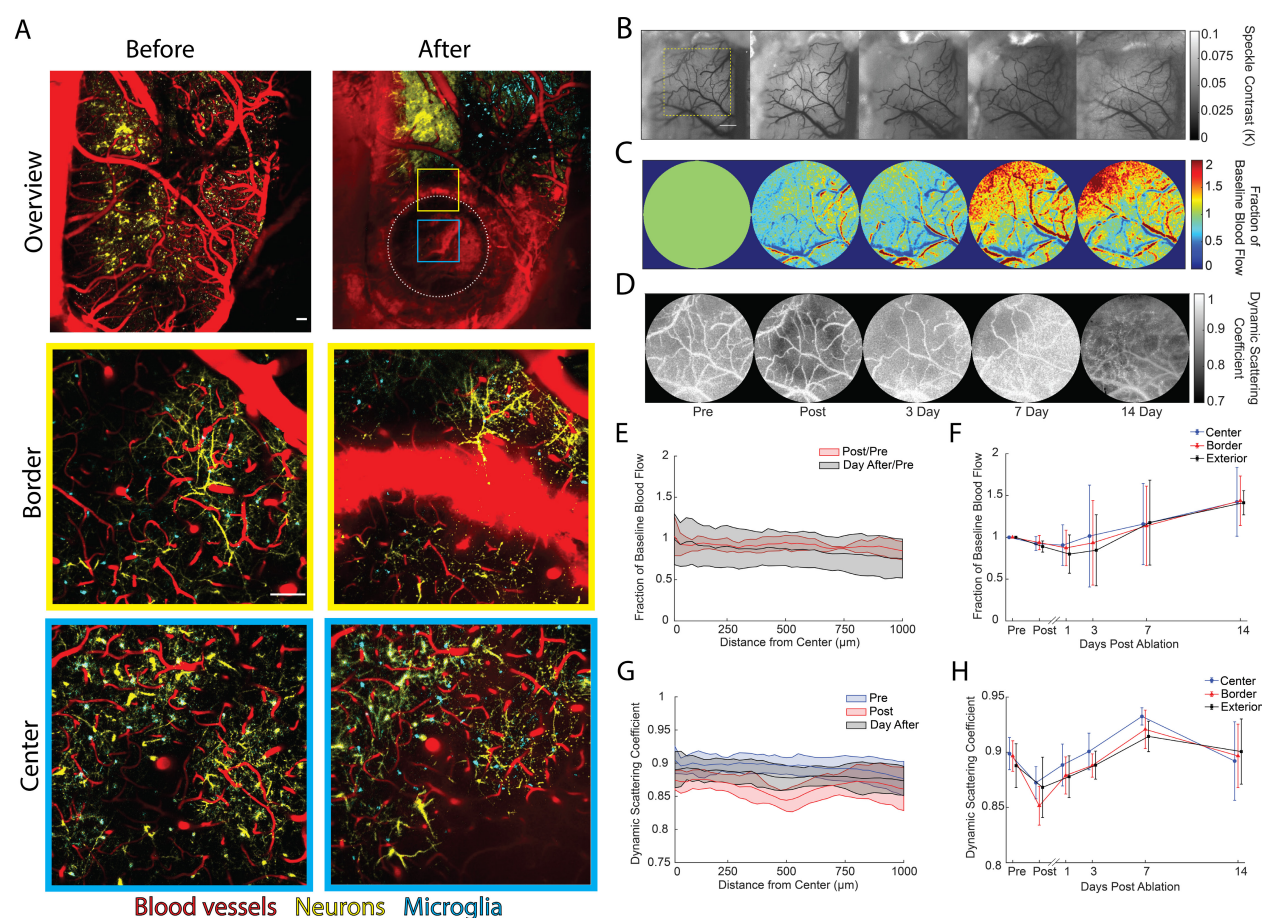 A
Before
After
Overview
Border
Center
Blood vessels Neurons Microglia
B
0.1
0.075
0.05
0.025
0
Speckle Contrast (K)
C
2
1.5
1
0.5
0
Fraction of
Baseline Blood Flow
D
1
0.9
0.8
0.7
Dynamic Scattering
Coefficient
Pre
Post
3 Day
7 Day
14 Day
E
Post/Pre
Day After/Pre
2
1.5
1
0.5
0
Fraction of Baseline Blood Flow
0
250
500
750
1000
Distance from Center (µm)
F
Center
Border
Exterior
2
1.5
1
0.5
0
Fraction of Baseline Blood Flow
Pre
Post
1
3
7
14
Days Post Ablation
G
Pre
Post
Day After
1
0.95
0.9
0.85
0.8
0.75
Dynamic Scattering Coefficient
0
250
500
750
1000
Distance from Center (µm)
H
Center
Border
Exterior
0.95
0.9
0.85
0.8
Dynamic Scattering Coefficient
Pre
Post
1
3
7
14
Days Post Ablation